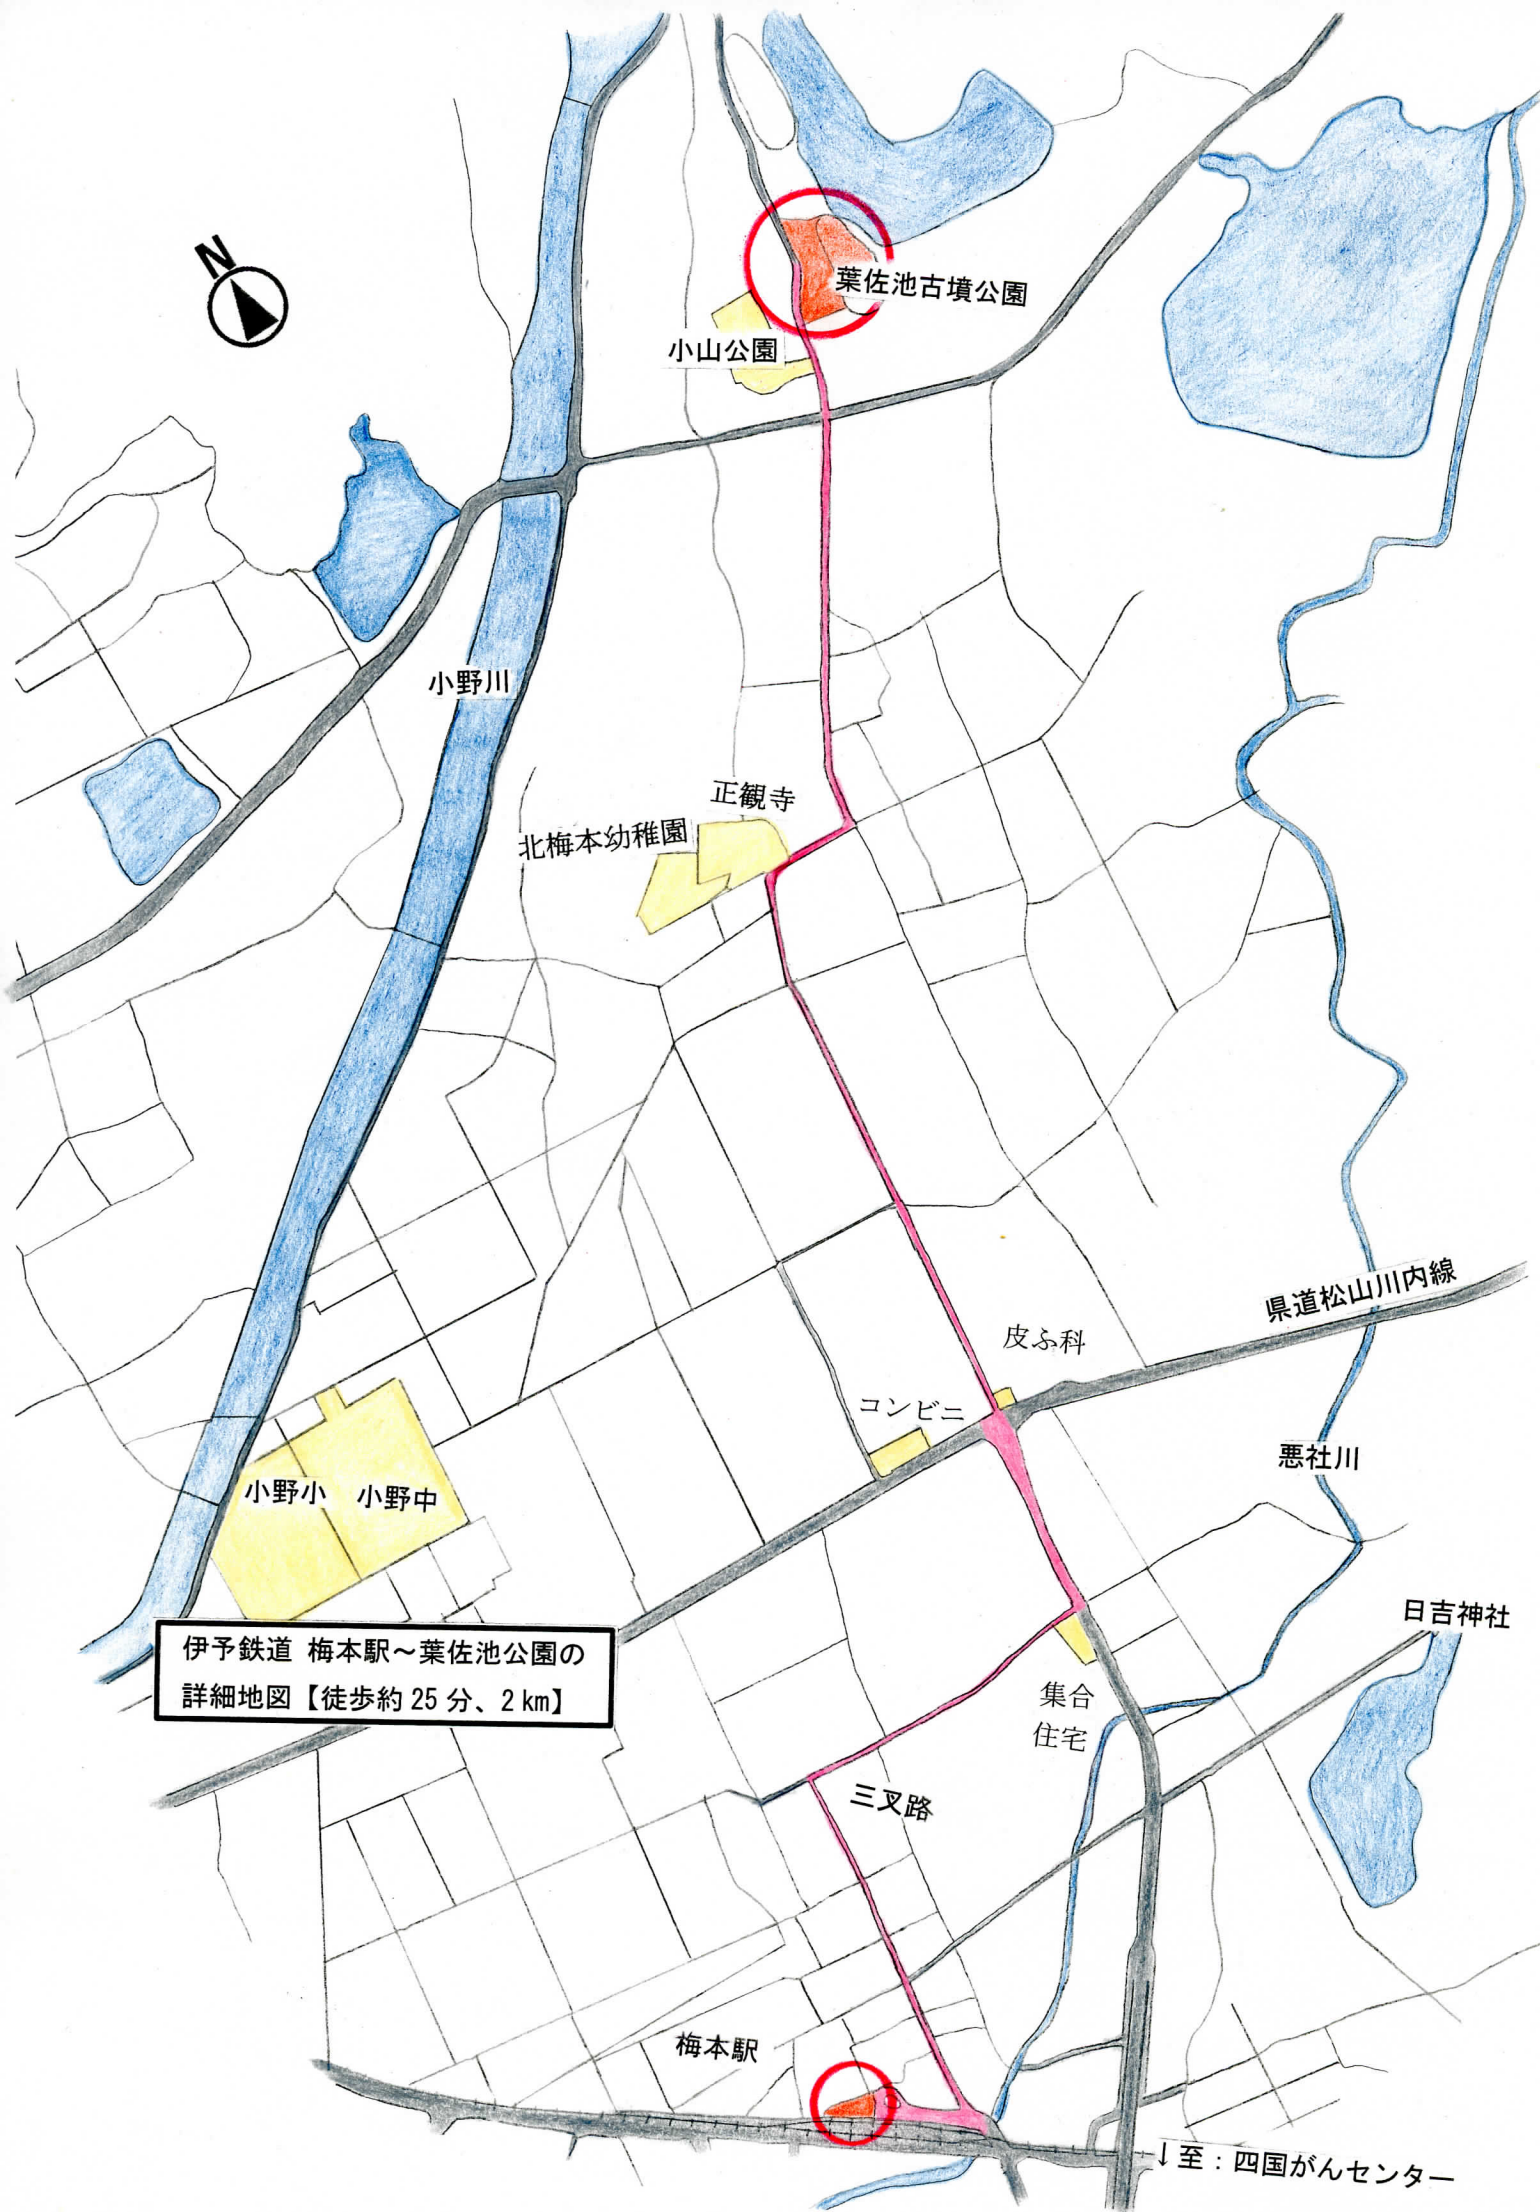 N
葉佐池古墳公園
小山公園
小野川
正観寺
北梅本幼稚園
県道松山川内線
皮ふ科
コンビニ
悪社川
小野小 小野中
日吉神社
伊予鉄道 梅本駅～葉佐池公園の
詳細地図【徒歩約 25 分、2 km】
集合
住宅
三叉路
梅本駅
↓至：四国がんセンター